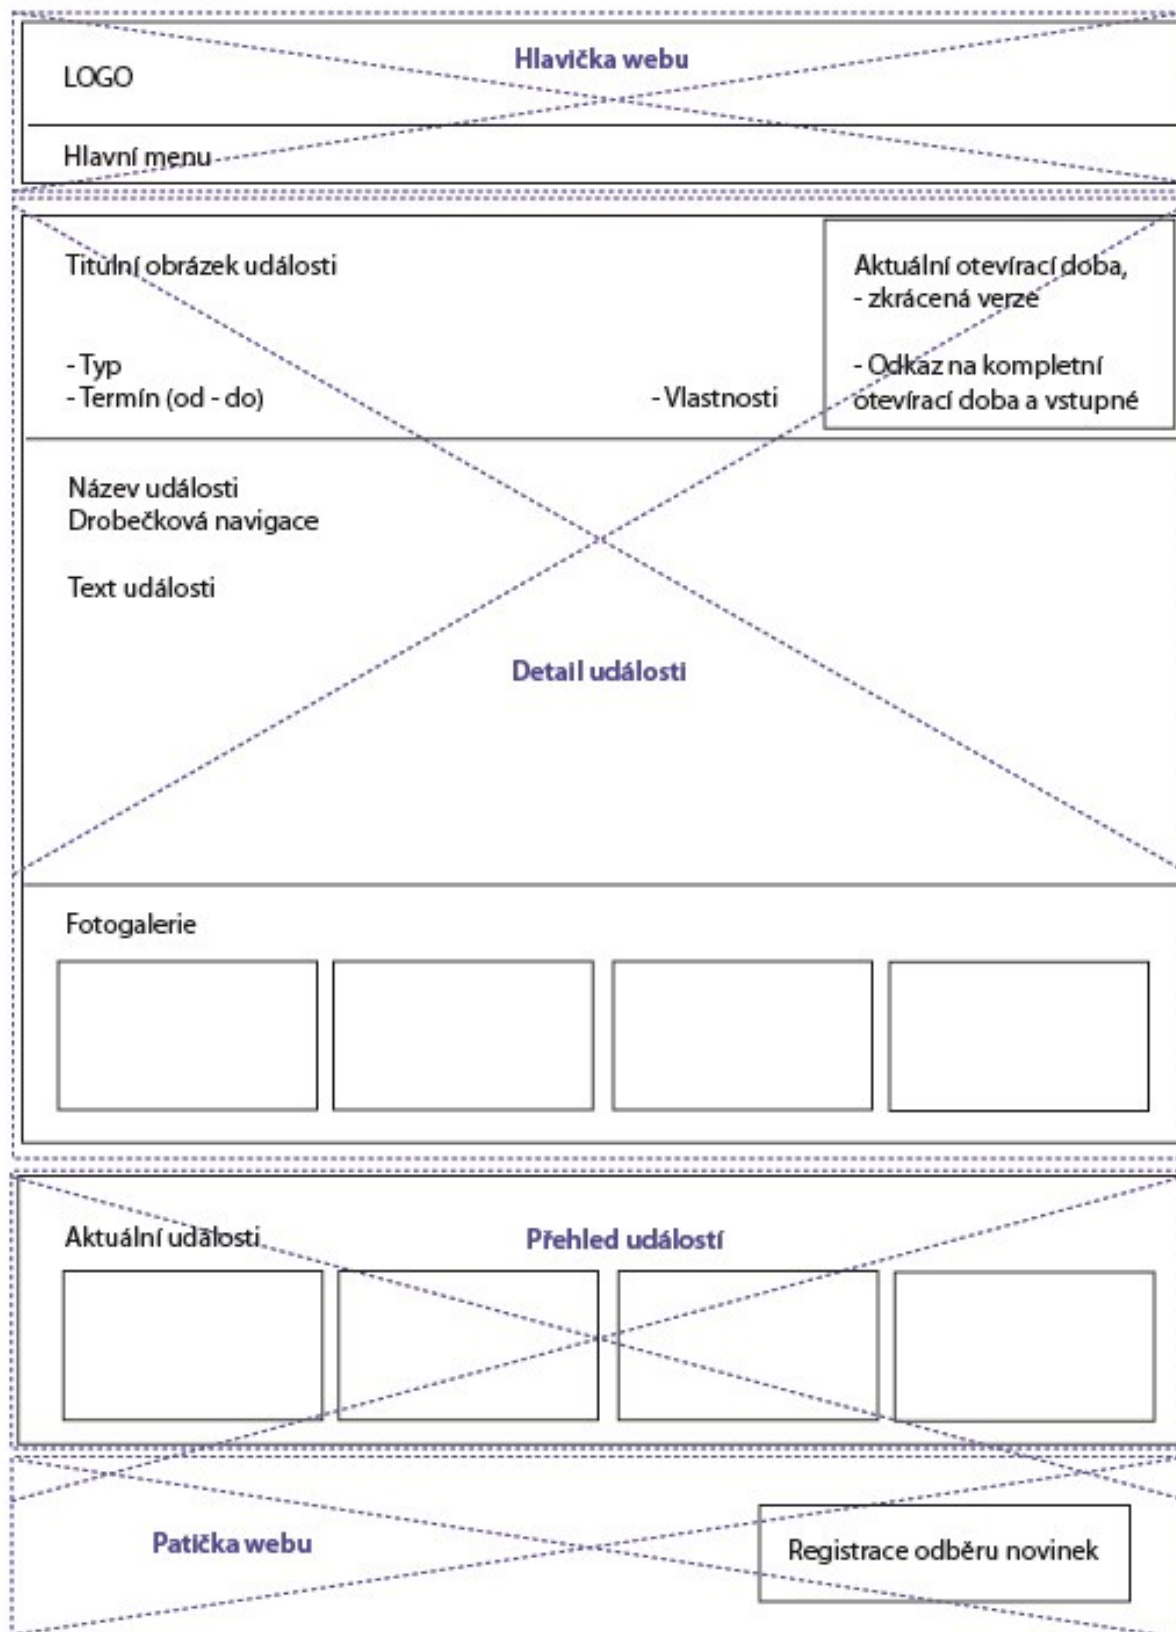 Hlavička webu
LOGO
Hlavní menu
Titulní obrázek události
- Typ
- Termín (od - do)
- Vlastnosti
Aktuální otevírací doba,
- zkrácená verze
- Odkaz na kompletní
otevírací doba a vstupné
Název události
Drobečková navigace
Text události
Detail události
Fotogalerie
Aktuální události
Přehled událostí
Patička webu
Registrace odběru novinek